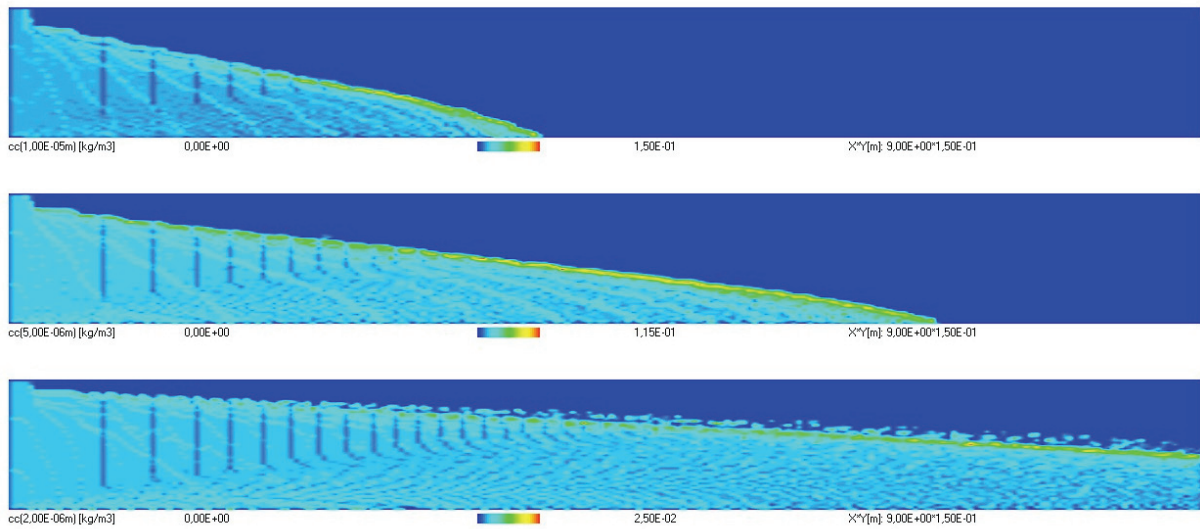 cc(1,00E-05m) [kg/m3] 0,00E+00 1,50E-01 X*Y[m]: 9,00E+00*1,50E-01
cc(5,00E-06m) [kg/m3] 0,00E+00 1,15E-01 X*Y[m]: 9,00E+00*1,50E-01
cc(2,00E-06m) [kg/m3] 0,00E+00 2,50E-02 X*Y[m]: 9,00E+00*1,50E-01